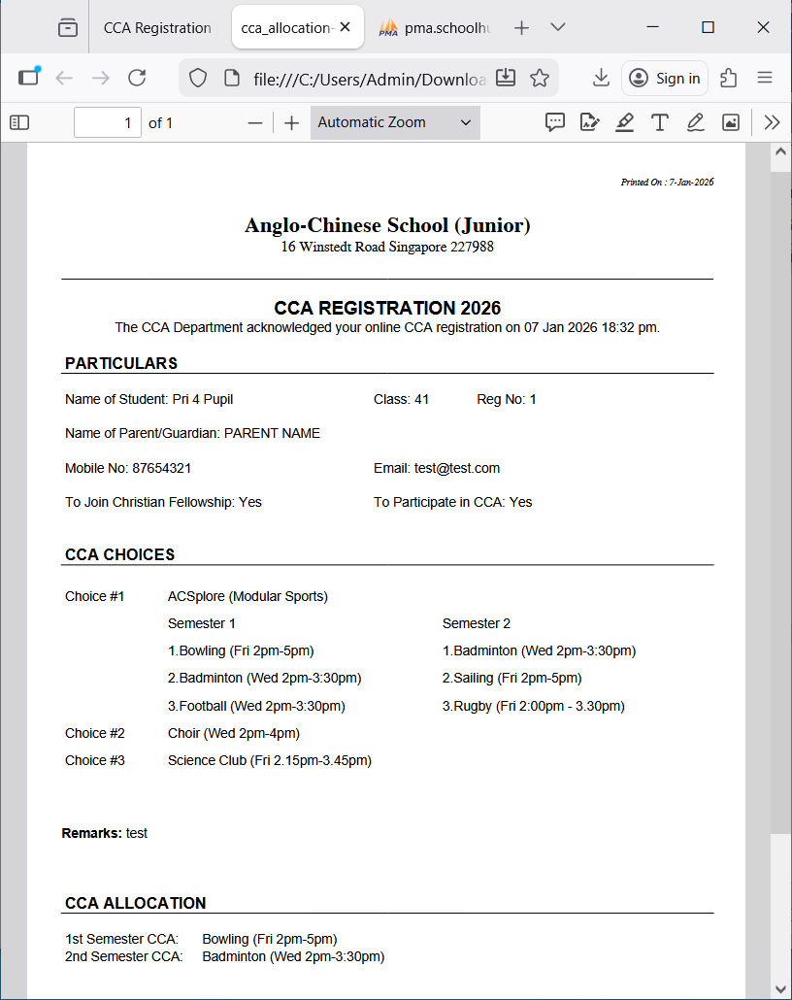 CCA Registration
cca_allocation-
pma.schoolhu
file:///C:/Users/Admin/Downloa
Sign in
1 of 1
Automatic Zoom
Printed On : 7-Jan-2026
Anglo-Chinese School (Junior)
16 Winstedt Road Singapore 227988
CCA REGISTRATION 2026
The CCA Department acknowledged your online CCA registration on 07 Jan 2026 18:32 pm.
PARTICULARS
Name of Student: Pri 4 Pupil Class: 41 Reg No: 1
Name of Parent/Guardian: PARENT NAME
Mobile No: 87654321 Email: test@test.com
To Join Christian Fellowship: Yes To Participate in CCA: Yes
CCA CHOICES
Choice #1 ACSplore (Modular Sports)
Semester 1 Semester 2
1.Bowling (Fri 2pm-5pm) 1.Badminton (Wed 2pm-3:30pm)
2.Badminton (Wed 2pm-3:30pm) 2.Sailing (Fri 2pm-5pm)
3.Football (Wed 2pm-3:30pm) 3.Rugby (Fri 2:00pm - 3.30pm)
Choice #2 Choir (Wed 2pm-4pm)
Choice #3 Science Club (Fri 2.15pm-3.45pm)
Remarks: test
CCA ALLOCATION
1st Semester CCA: Bowling (Fri 2pm-5pm)
2nd Semester CCA: Badminton (Wed 2pm-3:30pm)